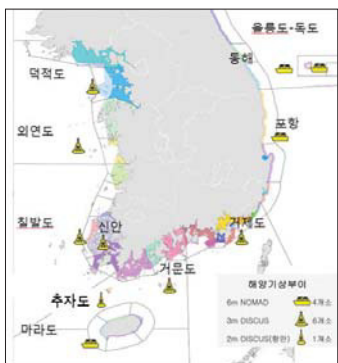 울릉도·독도
동해
덕적도
포항
외연도
칠발도
신안
거제도
거문도
추자도
마라도
해양기상부이
6m NOMAD 4개소
3m DISCUS 6개소
2m DISCUS(항만) 1개소